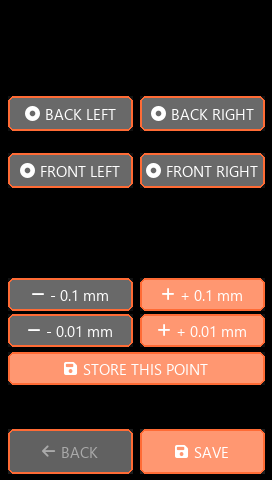 BACK LEFT
BACK RIGHT
FRONT LEFT
FRONT RIGHT
- 0.1 mm
+ 0.1 mm
- 0.01 mm
+ 0.01 mm
STORE THIS POINT
BACK
SAVE